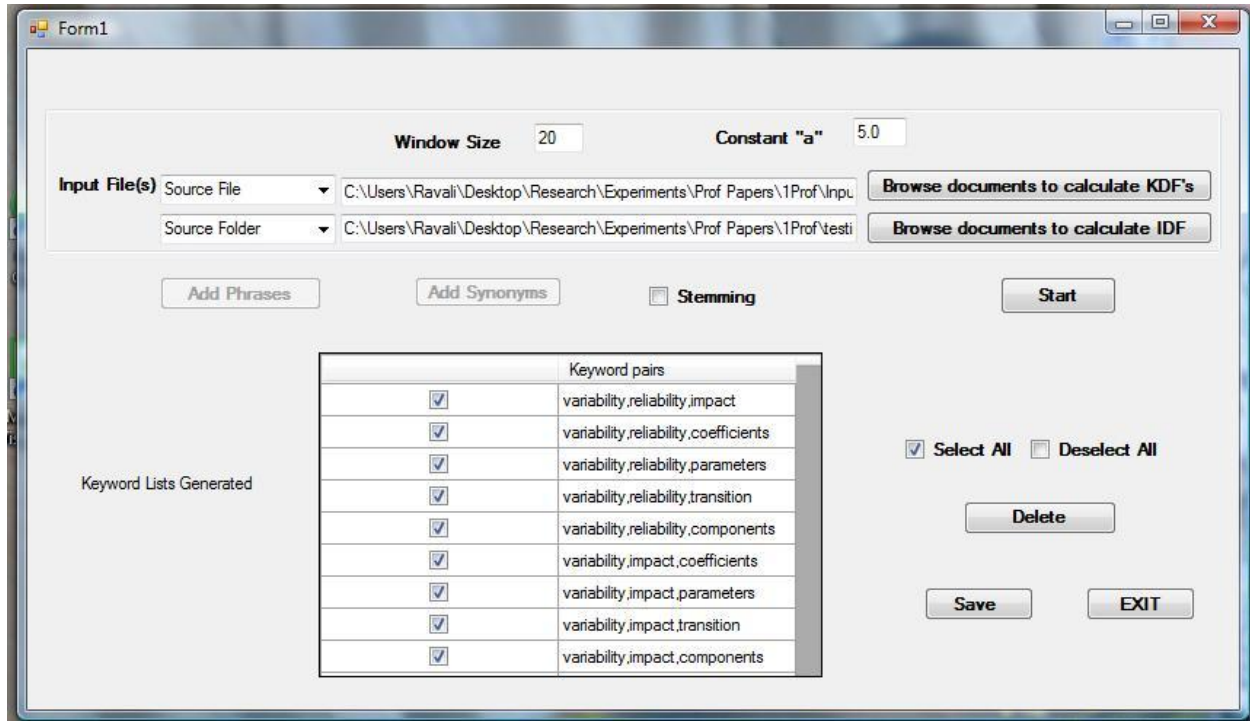 Form1
Window Size 20 Constant "a" 5.0
Input File(s) Source File C:\Users\Ravali\Desktop\Research\Experiments\Prof Papers\1Prof\Inpu Browse documents to calculate KDF's
Source Folder C:\Users\Ravali\Desktop\Research\Experiments\Prof Papers\1Prof\testi Browse documents to calculate IDF
Add Phrases Add Synonyms Stemming Start
Keyword pairs
variability,reliability,impact
variability,reliability,coefficients
variability,reliability,parameters
variability,reliability,transition
variability,reliability,components
variability,impact,coefficients
variability,impact,parameters
variability,impact,transition
variability,impact,components
Keyword Lists Generated
Select All Deselect All
Delete
Save EXIT